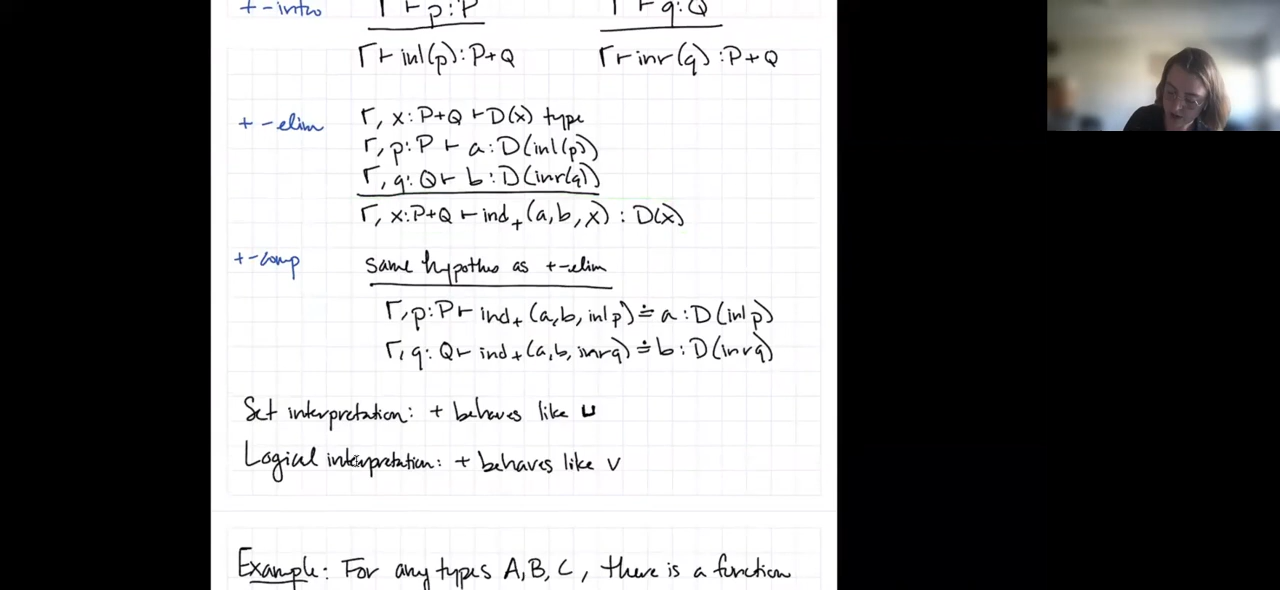 +-intro Γ ⊢ p : P Γ ⊢ q : Q
Γ ⊢ inl(p) : P+Q Γ ⊢ inr(q) : P+Q
+-elim Γ, x : P+Q ⊢ D(x) type
Γ, p : P ⊢ a : D(inl(p))
Γ, q : Q ⊢ b : D(inr(q))
Γ, x : P+Q ⊢ ind₊(a, b, x) : D(x)
+-comp same hypoths as +-elim
Γ, p : P ⊢ ind₊(a, b, inl p) ≐ a : D(inl p)
Γ, q : Q ⊢ ind₊(a, b, inr q) ≐ b : D(inr q)
Set interpretation: + behaves like ⊔
Logical interpretation: + behaves like ∨
Example: For any types A, B, C, there is a function